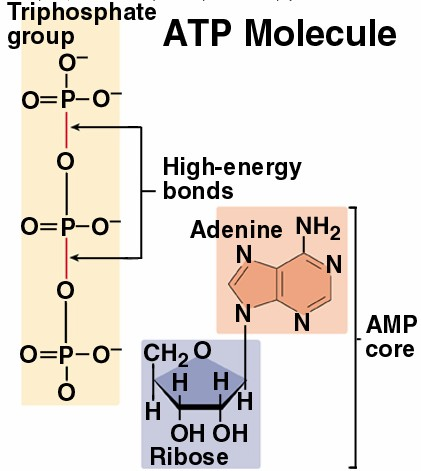 Triphosphate
group
ATP Molecule
O⁻
O=P–O⁻
O
High-energy
bonds
O=P–O⁻
Adenine NH₂
N N
O
N N
AMP
core
O=P–O⁻
CH₂ O
O
H H
H H
OH OH
Ribose